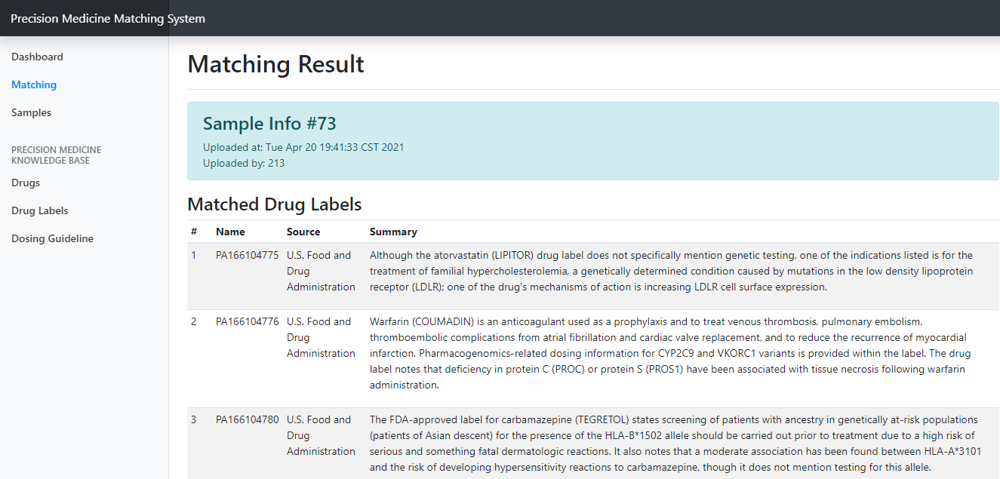 Precision Medicine Matching System
Dashboard
Matching
Samples
PRECISION MEDICINE
KNOWLEDGE BASE
Drugs
Drug Labels
Dosing Guideline
Matching Result
Sample Info #73
Uploaded at: Tue Apr 20 19:41:33 CST 2021
Uploaded by: 213
Matched Drug Labels
# Name Source Summary
1 PA166104775 U.S. Food and Although the atorvastatin (LIPITOR) drug label does not specifically mention genetic testing, one of the indications listed is for the
Drug treatment of familial hypercholesterolemia, a genetically determined condition caused by mutations in the low density lipoprotein
Administration receptor (LDLR); one of the drug's mechanisms of action is increasing LDLR cell surface expression.
2 PA166104776 U.S. Food and Warfarin (COUMADIN) is an anticoagulant used as a prophylaxis and to treat venous thrombosis, pulmonary embolism,
Drug thromboembolic complications from atrial fibrillation and cardiac valve replacement, and to reduce the recurrence of myocardial
Administration infarction. Pharmacogenomics-related dosing information for CYP2C9 and VKORC1 variants is provided within the label. The drug
label notes that deficiency in protein C (PROC) or protein S (PROS1) have been associated with tissue necrosis following warfarin
administration.
3 PA166104780 U.S. Food and The FDA-approved label for carbamazepine (TEGRETOL) states screening of patients with ancestry in genetically at-risk populations
Drug (patients of Asian descent) for the presence of the HLA-B*1502 allele should be carried out prior to treatment due to a high risk of
Administration serious and something fatal dermatologic reactions. It also notes that a moderate association has been found between HLA-A*3101
and the risk of developing hypersensitivity reactions to carbamazepine, though it does not mention testing for this allele.